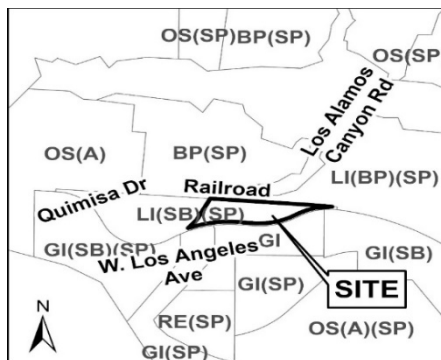 OS(SP)
BP(SP)
OS(SP)
Los Alamos
Canyon Rd
OS(A)
BP(SP)
LI(BP)(SP)
Quimisa Dr
Railroad
LI(SB)(SP)
GI(SB)(SP)
W. Los Angeles
Ave
GI
GI(SB)
GI(SP)
SITE
N
RE(SP)
OS(A)(SP)
GI(SP)